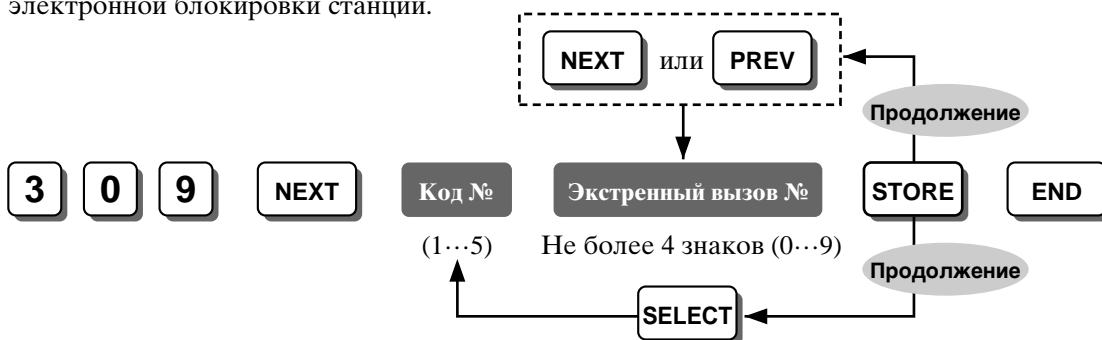 электронной блокировки станции.
NEXT или PREV
Продолжение
3 0 9 NEXT Код № Экстренный вызов № STORE END
(1···5) Не более 4 знаков (0···9)
Продолжение
SELECT